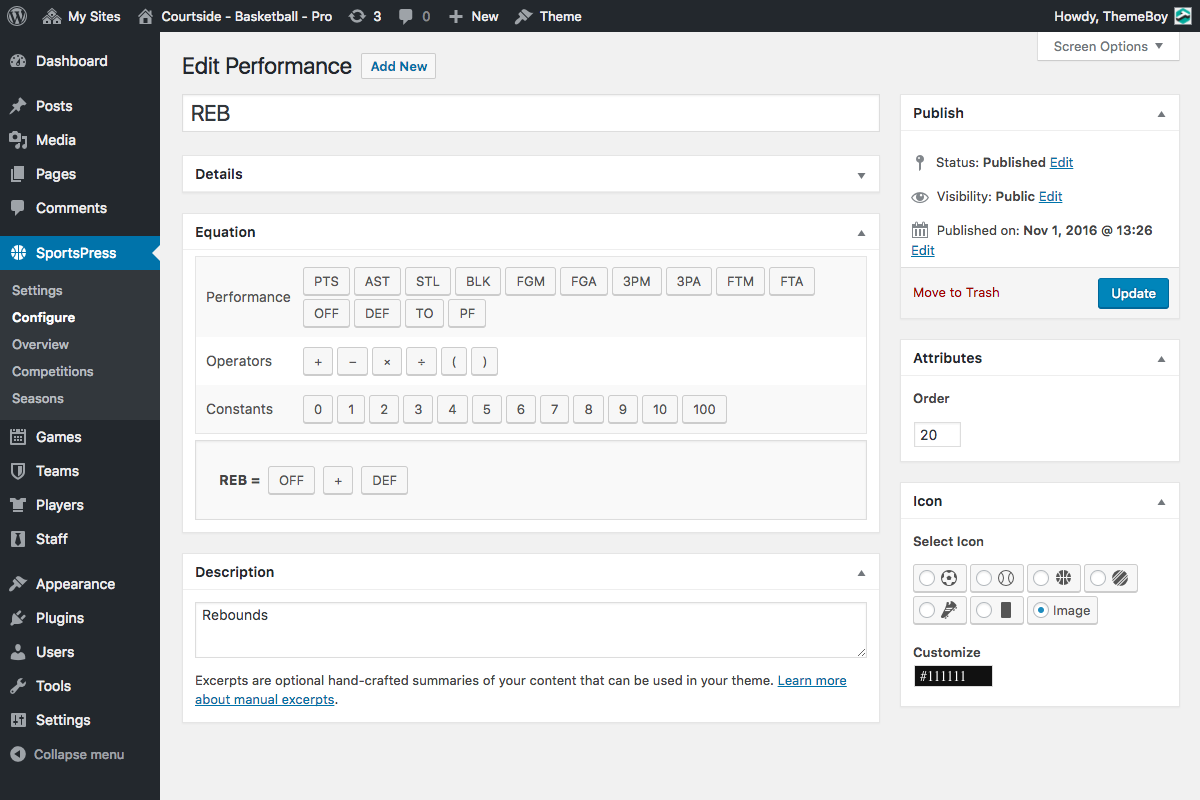 My Sites Courtside - Basketball - Pro 3 0 New Theme Howdy, ThemeBoy
Screen Options
Dashboard
Posts
Media
Pages
Comments
SportsPress
Settings
Configure
Overview
Competitions
Seasons
Games
Teams
Players
Staff
Appearance
Plugins
Users
Tools
Settings
Collapse menu
Edit Performance Add New
REB
Details
Equation
Performance PTS AST STL BLK FGM FGA 3PM 3PA FTM FTA
OFF DEF TO PF
Operators + − × ÷ ( )
Constants 0 1 2 3 4 5 6 7 8 9 10 100
REB = OFF + DEF
Description
Rebounds
Excerpts are optional hand-crafted summaries of your content that can be used in your theme. Learn more
about manual excerpts.
Publish
Status: Published Edit
Visibility: Public Edit
Published on: Nov 1, 2016 @ 13:26
Edit
Move to Trash Update
Attributes
Order
20
Icon
Select Icon
Image
Customize
#111111